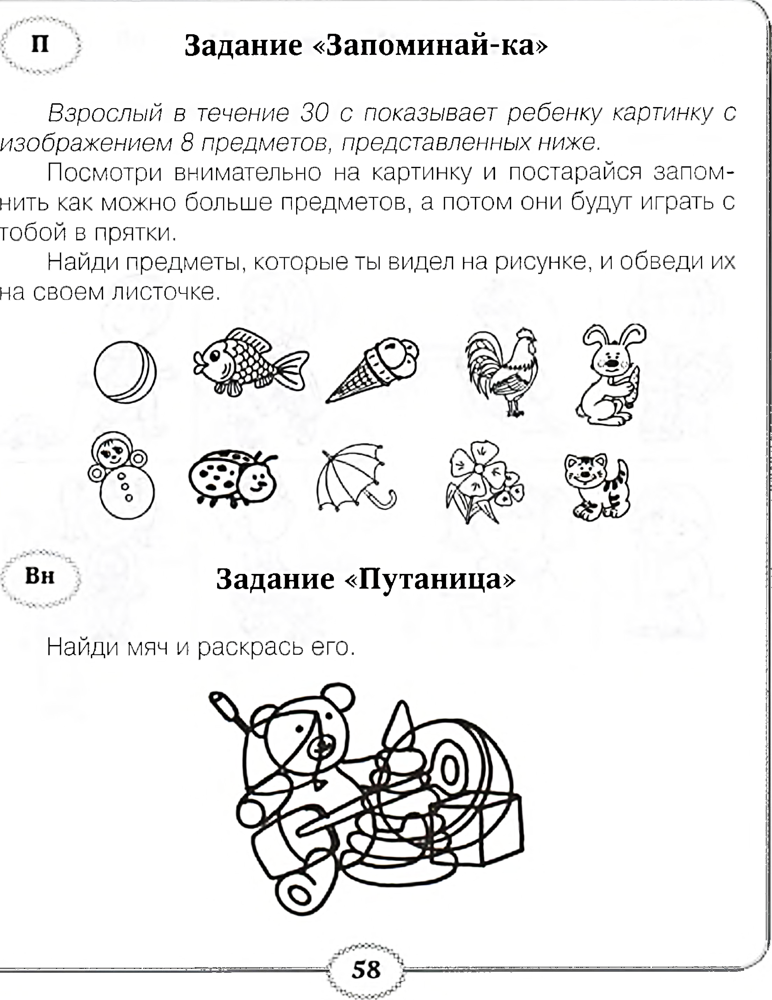 П
Задание «Запоминай-ка»
Взрослый в течение 30 с показывает ребенку картинку с
изображением 8 предметов, представленных ниже.
Посмотри внимательно на картинку и постарайся запом-
нить как можно больше предметов, а потом они будут играть с
тобой в прятки.
Найди предметы, которые ты видел на рисунке, и обведи их
на своем листочке.
Вн
Задание «Путаница»
Найди мяч и раскрась его.
58